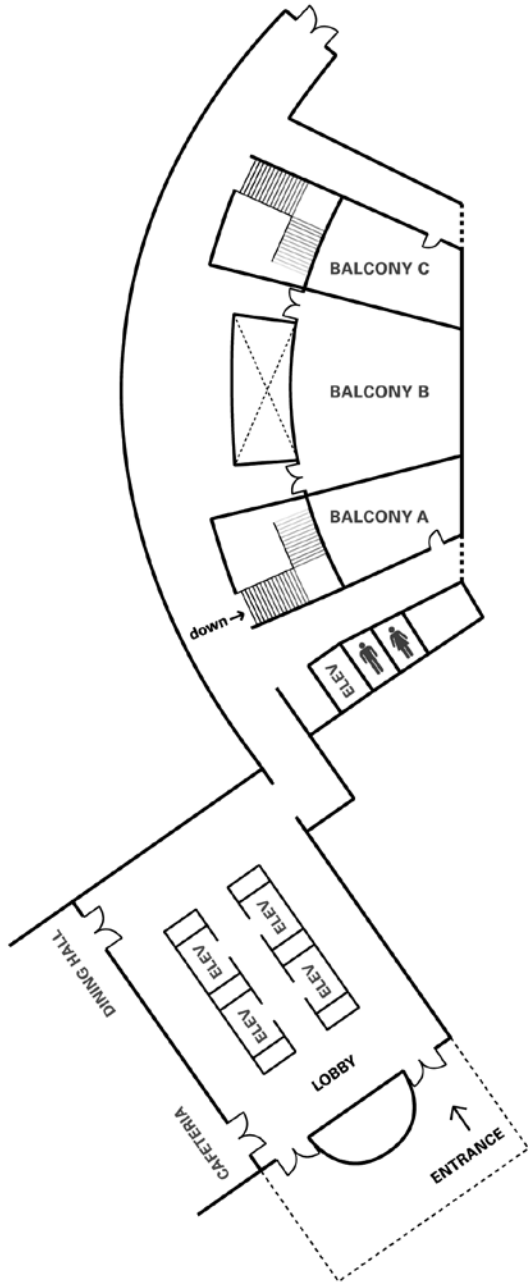 BALCONY C
BALCONY B
BALCONY A
down
ELEV
DINING HALL
ELEV
ELEV
ELEV
ELEV
LOBBY
CAFETERIA
ENTRANCE